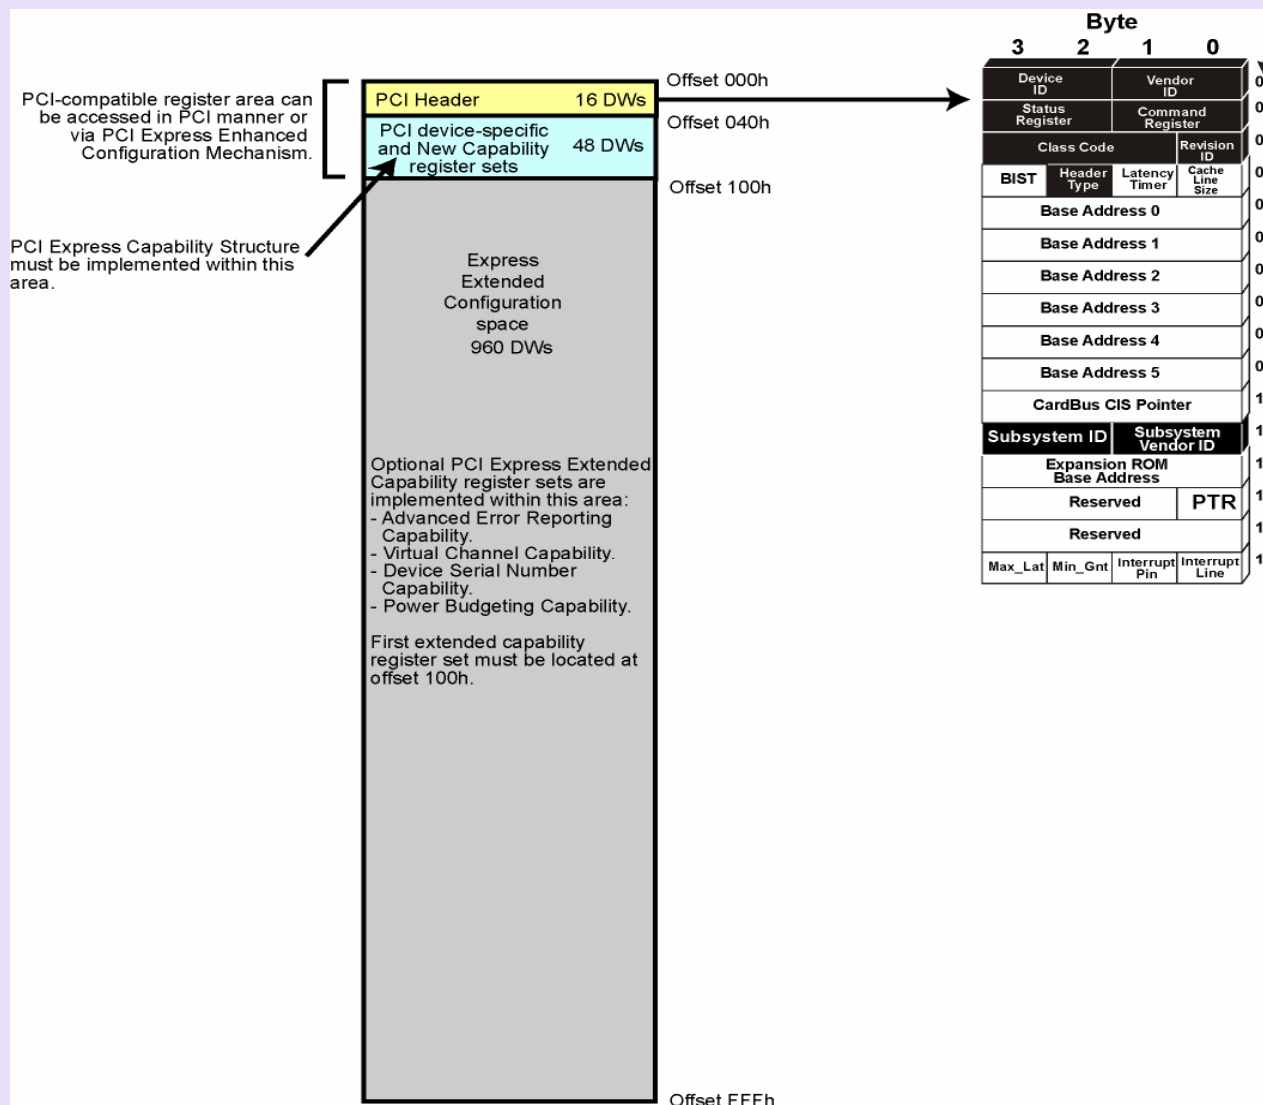 PCI-compatible register area can
be accessed in PCI manner or
via PCI Express Enhanced
Configuration Mechanism.
PCI Express Capability Structure
must be implemented within this
area.
PCI Header 16 DWs
PCI device-specific
and New Capability
register sets
48 DWs
Express
Extended
Configuration
space
960 DWs
Optional PCI Express Extended
Capability register sets are
implemented within this area:
- Advanced Error Reporting
Capability.
- Virtual Channel Capability.
- Device Serial Number
Capability.
- Power Budgeting Capability.
First extended capability
register set must be located at
offset 100h.
Offset 000h
Offset 040h
Offset 100h
Offset FFFh
Byte
3 2 1 0
Device
ID
Vendor
ID
Status
Register
Command
Register
Class Code
Revision
ID
BIST
Header
Type
Latency
Timer
Cache
Line
Size
Base Address 0
Base Address 1
Base Address 2
Base Address 3
Base Address 4
Base Address 5
CardBus CIS Pointer
Subsystem ID
Subsystem
Vendor ID
Expansion ROM
Base Address
Reserved
PTR
Reserved
Max_Lat
Min_Gnt
Interrupt
Pin
Interrupt
Line